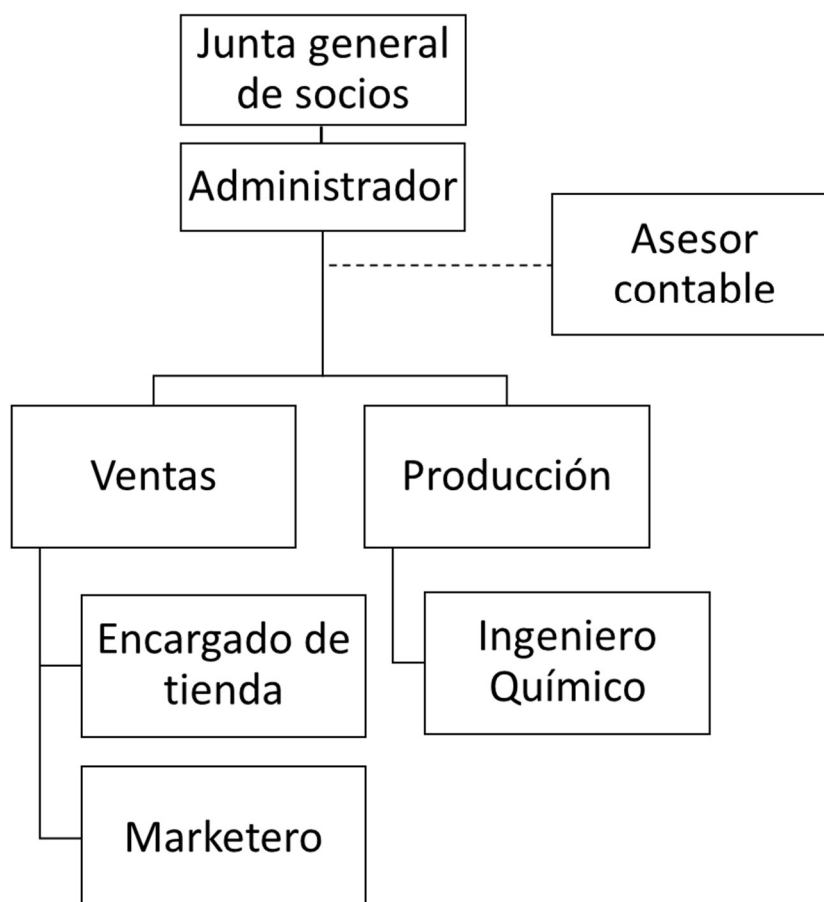 Junta general
de socios
Administrador
Asesor
contable
Ventas
Producción
Encargado de
tienda
Ingeniero
Químico
Marketero